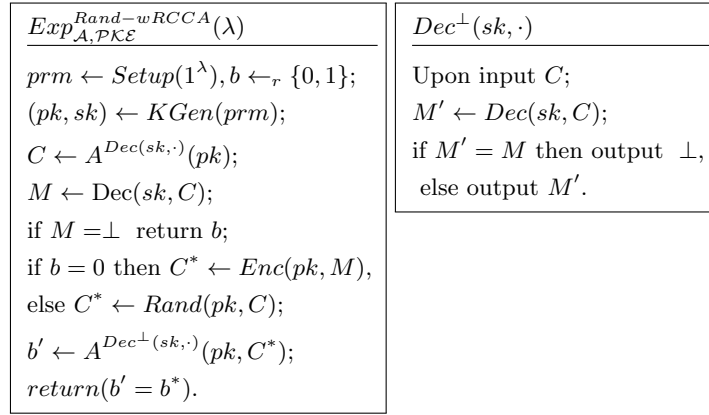 Exp^{Rand-wRCCA}_{A,PKE}(λ)
prm ← Setup(1^λ), b ←_r {0, 1};
(pk, sk) ← KGen(prm);
C ← A^{Dec(sk,·)}(pk);
M ← Dec(sk, C);
if M =⊥ return b;
if b = 0 then C* ← Enc(pk, M),
else C* ← Rand(pk, C);
b′ ← A^{Dec^⊥(sk,·)}(pk, C*);
return(b′ = b*).
Dec^⊥(sk, ·)
Upon input C;
M′ ← Dec(sk, C);
if M′ = M then output ⊥,
else output M′.